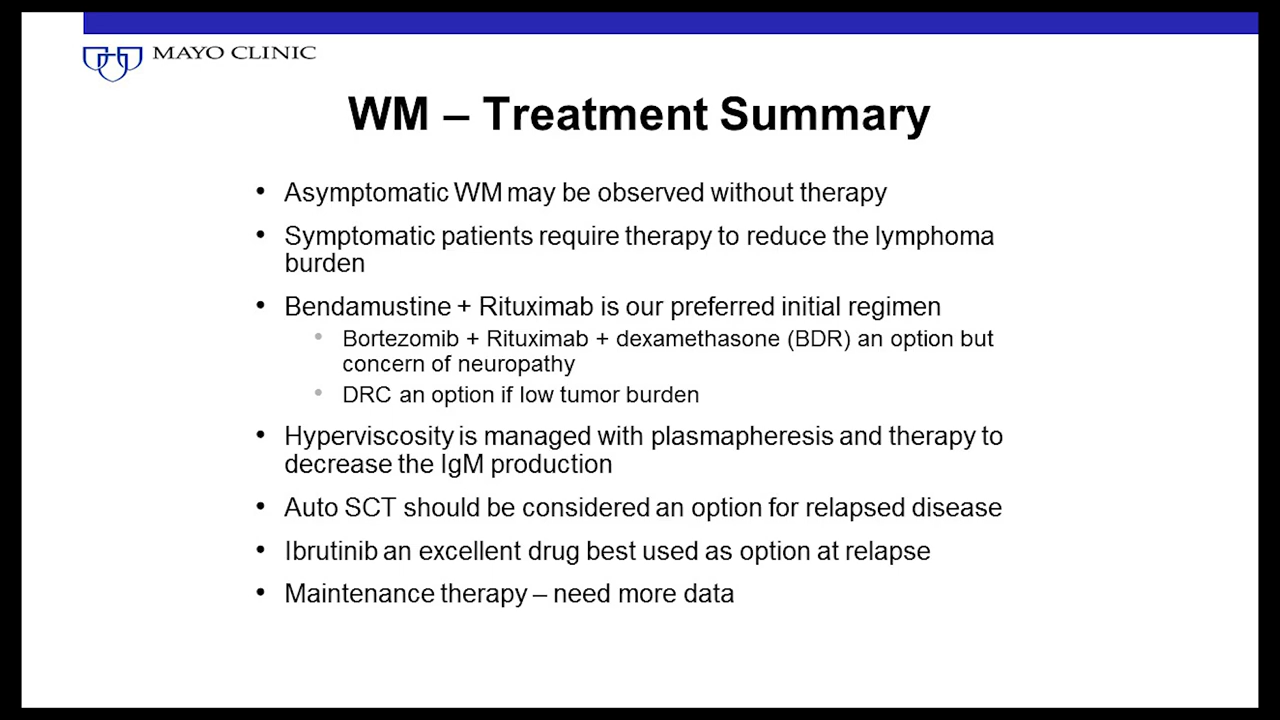 MAYO CLINIC
WM – Treatment Summary
• Asymptomatic WM may be observed without therapy
• Symptomatic patients require therapy to reduce the lymphoma
burden
• Bendamustine + Rituximab is our preferred initial regimen
• Bortezomib + Rituximab + dexamethasone (BDR) an option but
concern of neuropathy
• DRC an option if low tumor burden
• Hyperviscosity is managed with plasmapheresis and therapy to
decrease the IgM production
• Auto SCT should be considered an option for relapsed disease
• Ibrutinib an excellent drug best used as option at relapse
• Maintenance therapy – need more data